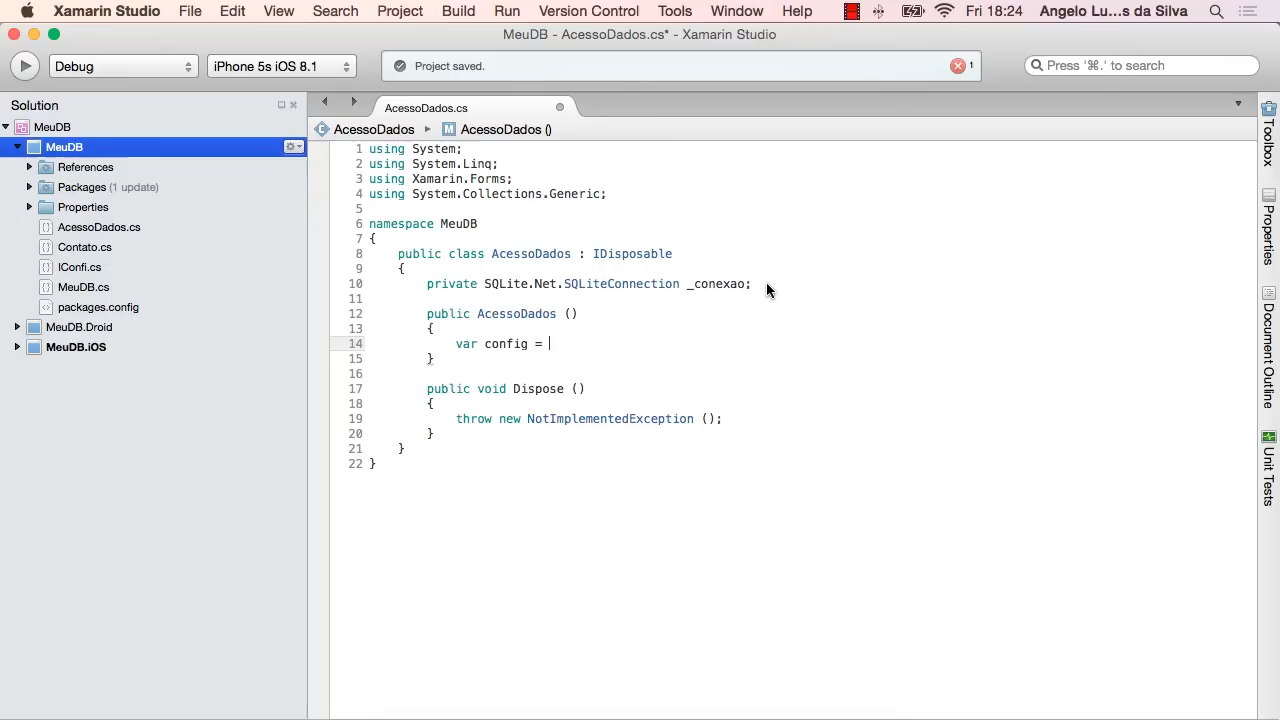 Xamarin Studio File Edit View Search Project Build Run Version Control Tools Window Help Fri 18:24 Angelo Lu...s da Silva
MeuDB - AcessoDados.cs* - Xamarin Studio
Debug
iPhone 5s iOS 8.1
Project saved.
1
Press '⌘.' to search
Solution
MeuDB
MeuDB
References
Packages (1 update)
Properties
AcessoDados.cs
Contato.cs
IConfi.cs
MeuDB.cs
packages.config
MeuDB.Droid
MeuDB.iOS
AcessoDados.cs
AcessoDados ▸ M AcessoDados ()
1 using System;
2 using System.Linq;
3 using Xamarin.Forms;
4 using System.Collections.Generic;
5
6 namespace MeuDB
7 {
8 public class AcessoDados : IDisposable
9 {
10 private SQLite.Net.SQLiteConnection _conexao;
11
12 public AcessoDados ()
13 {
14 var config =
15 }
16
17 public void Dispose ()
18 {
19 throw new NotImplementedException ();
20 }
21 }
22 }
Toolbox
Properties
Document Outline
Unit Tests